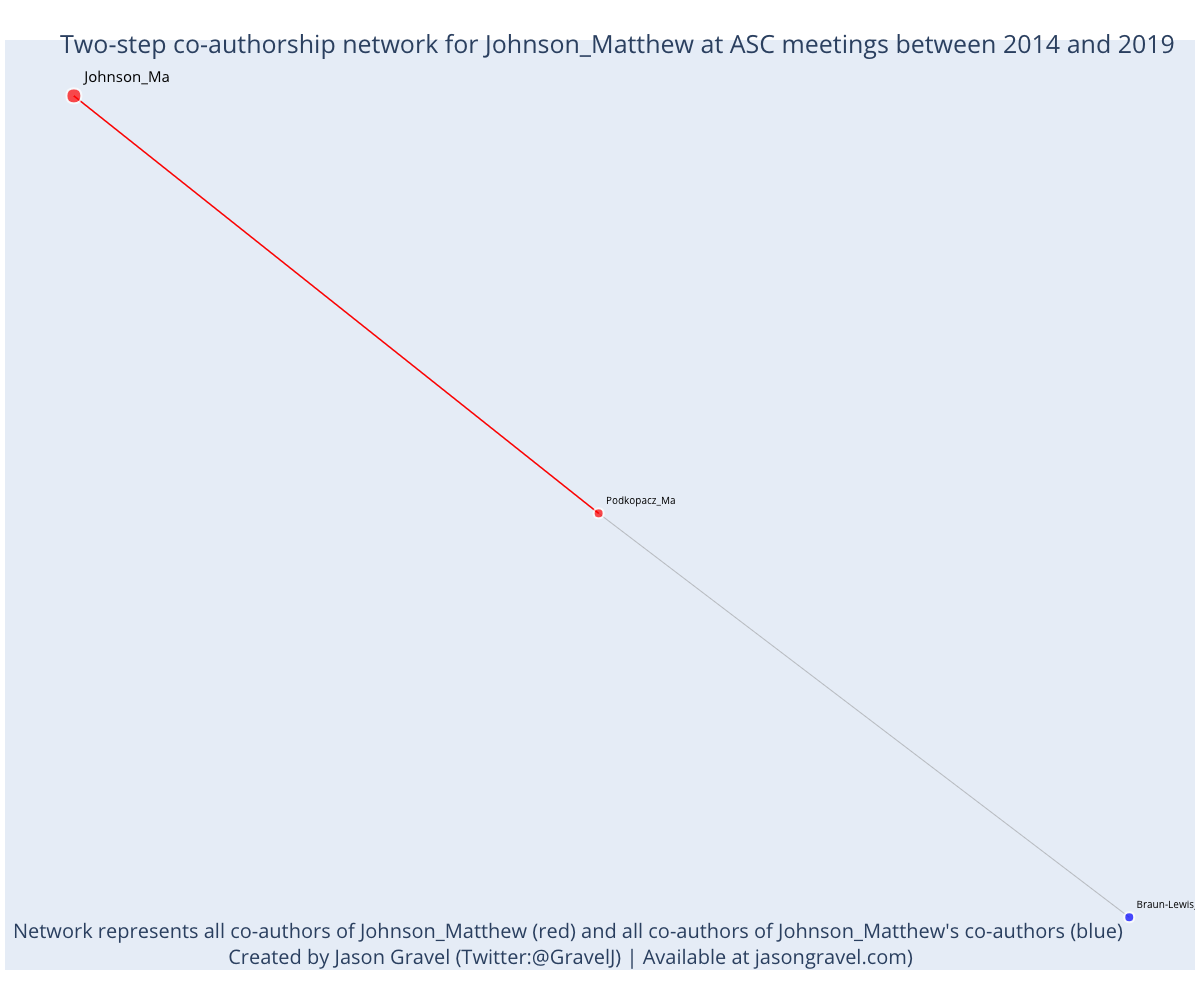 Two-step co-authorship network for Johnson_Matthew at ASC meetings between 2014 and 2019
Johnson_Ma
Podkopacz_Ma
Braun-Lewis_
Network represents all co-authors of Johnson_Matthew (red) and all co-authors of Johnson_Matthew's co-authors (blue)
Created by Jason Gravel (Twitter:@GravelJ) | Available at jasongravel.com)